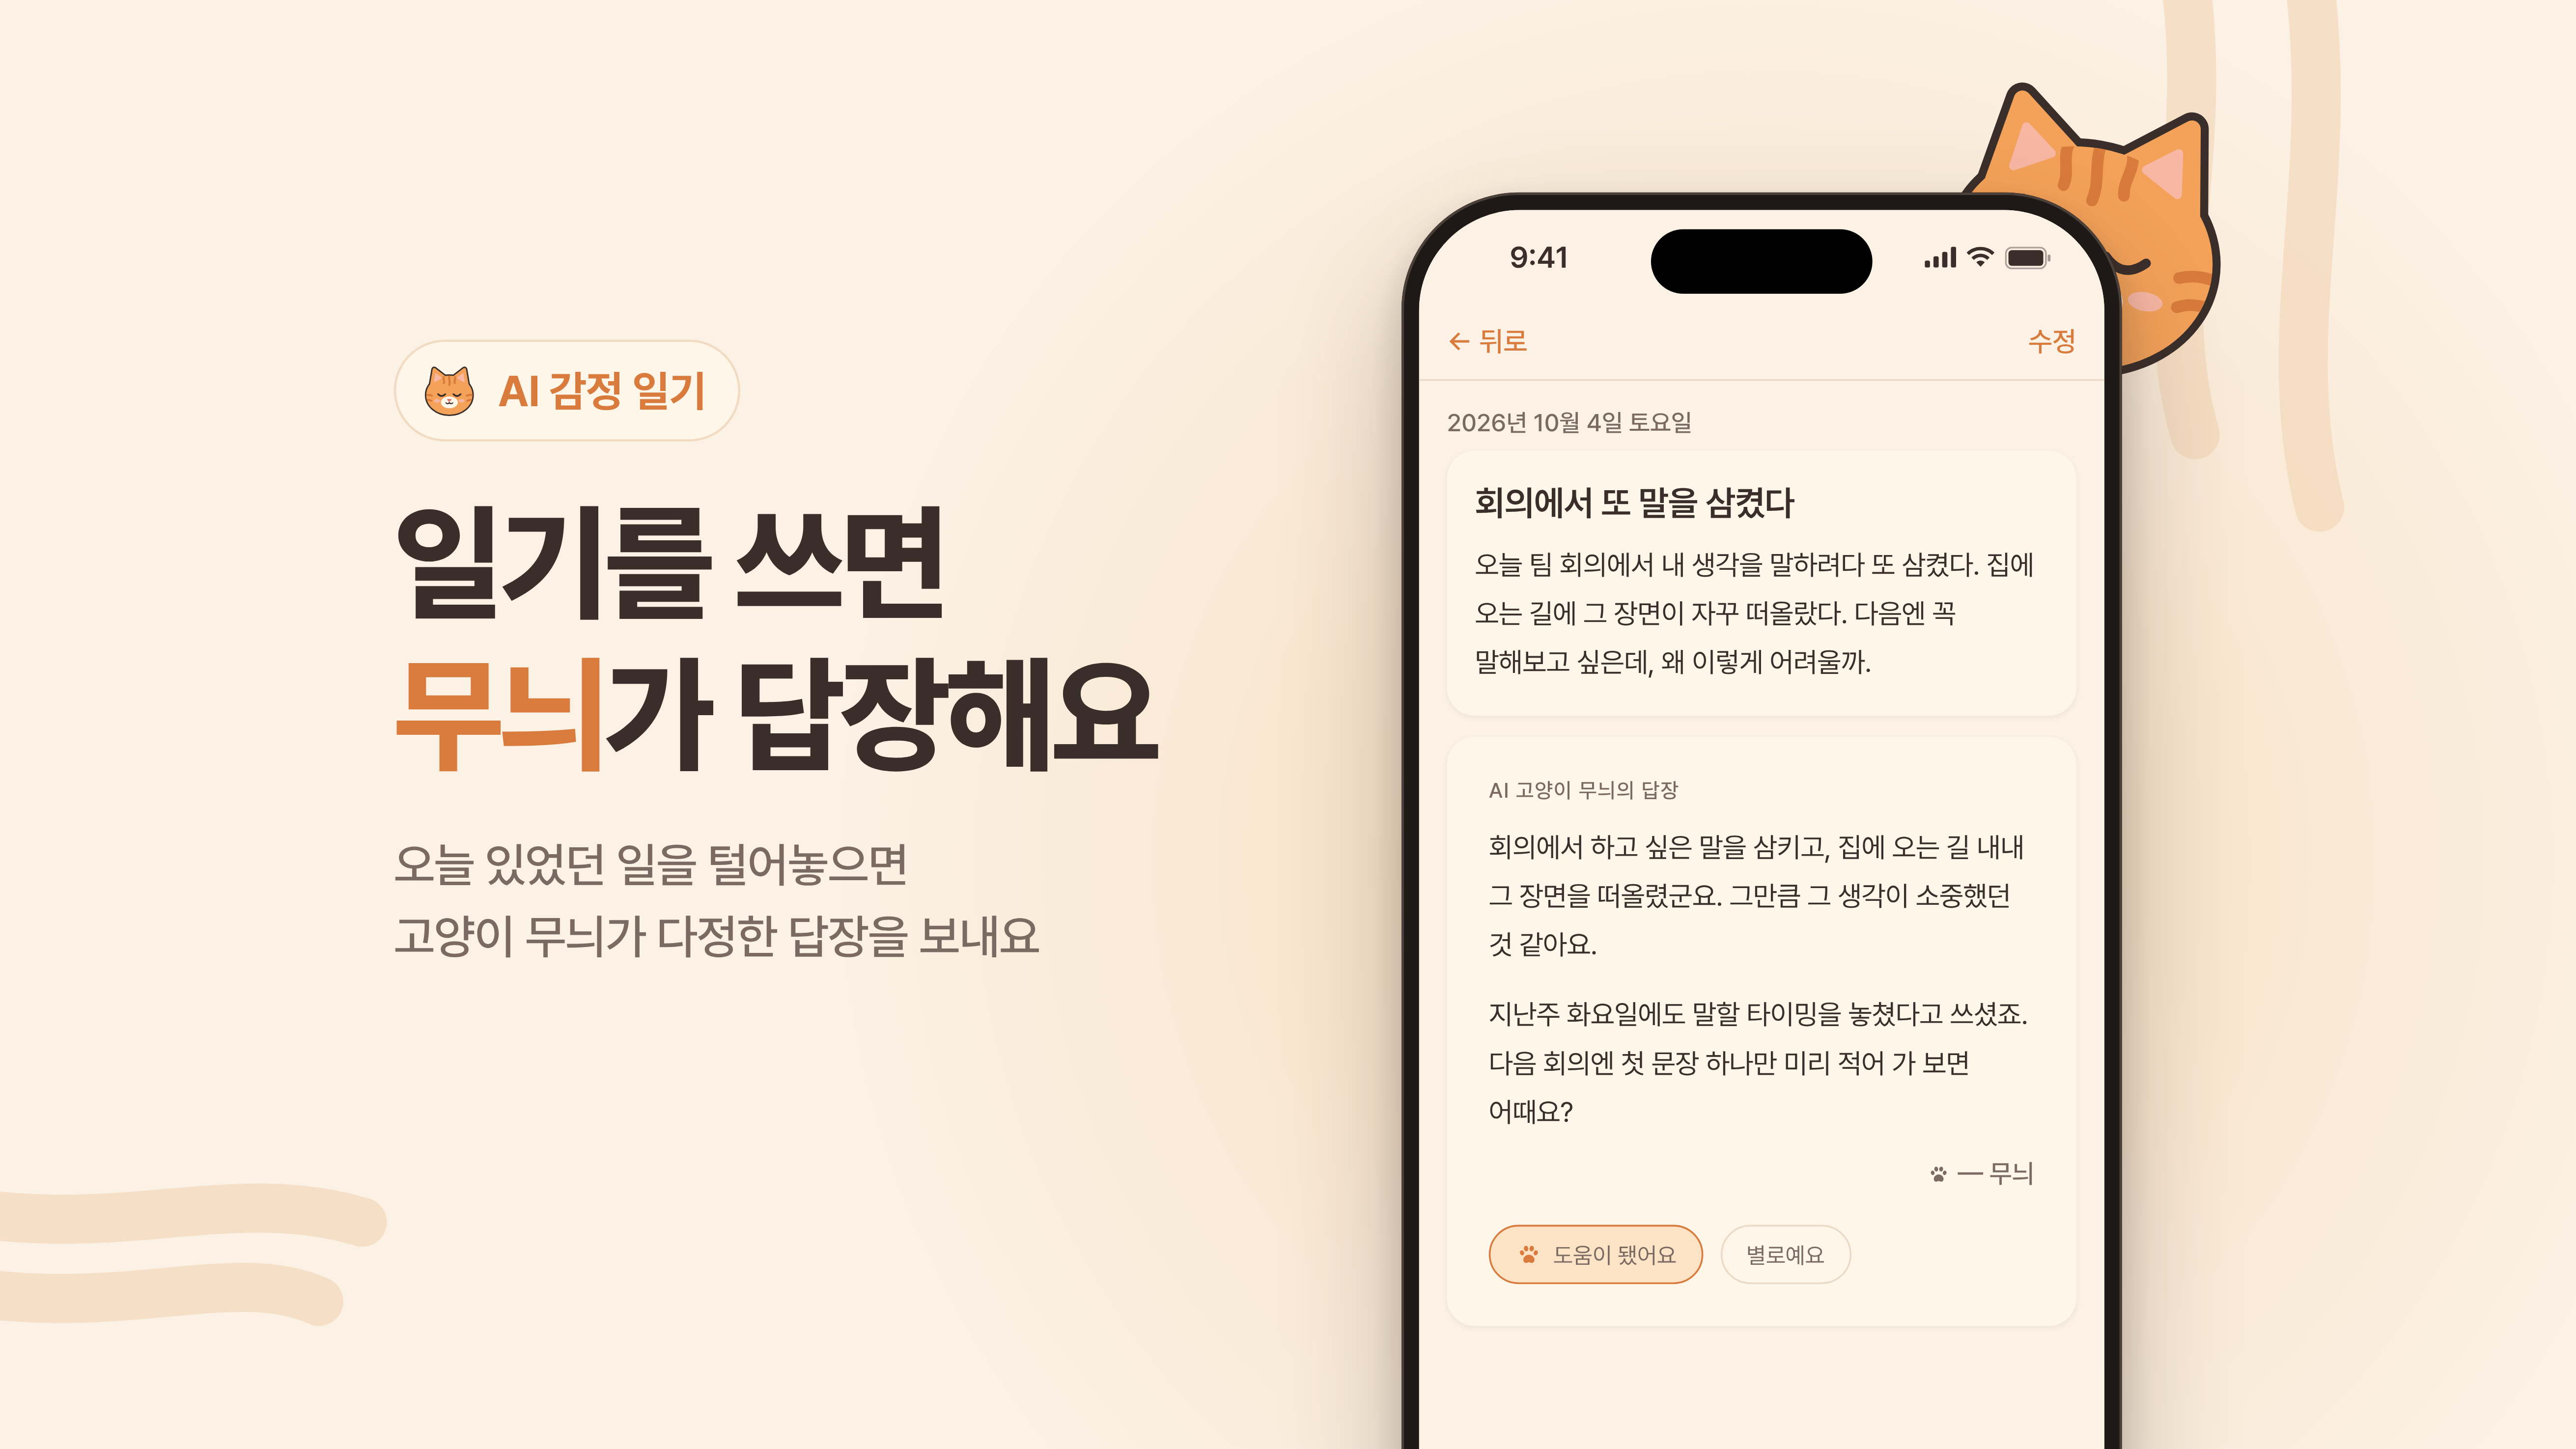 AI 감정 일기
일기를 쓰면
무늬가 답장해요
오늘 있었던 일을 털어놓으면
고양이 무늬가 다정한 답장을 보내요
9:41
← 뒤로
수정
2026년 10월 4일 토요일
회의에서 또 말을 삼켰다
오늘 팀 회의에서 내 생각을 말하려다 또 삼켰다. 집에
오는 길에 그 장면이 자꾸 떠올랐다. 다음엔 꼭
말해보고 싶은데, 왜 이렇게 어려울까.
AI 고양이 무늬의 답장
회의에서 하고 싶은 말을 삼키고, 집에 오는 길 내내
그 장면을 떠올렸군요. 그만큼 그 생각이 소중했던
것 같아요.
지난주 화요일에도 말할 타이밍을 놓쳤다고 쓰셨죠.
다음 회의엔 첫 문장 하나만 미리 적어 가 보면
어때요?
— 무늬
도움이 됐어요
별로예요